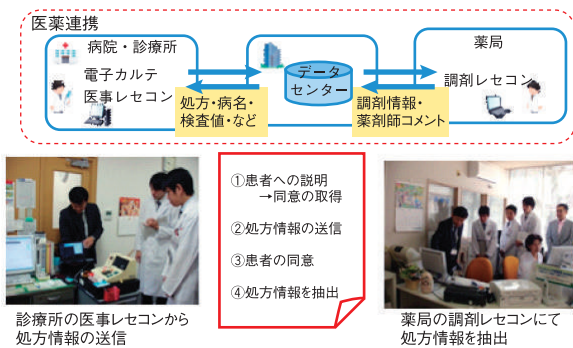 医薬連携
病院・診療所
電子カルテ
医事レセコン
処方・病名・
検査値・など
データ
センター
調剤情報・
薬剤師コメント
薬局
調剤レセコン
①患者への説明
→同意の取得
②処方情報の送信
③患者の同意
④処方情報を抽出
診療所の医事レセコンから
処方情報の送信
薬局の調剤レセコンにて
処方情報を抽出